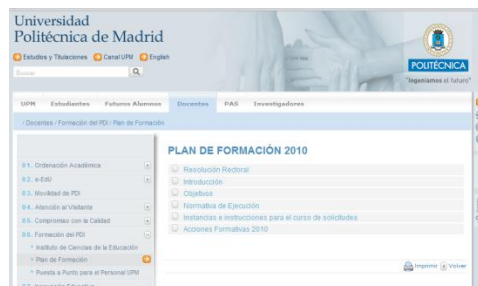 Universidad
Politécnica de Madrid
Estudios y Titulaciones Canal UPM English
Buscar
POLITÉCNICA
"Ingeniamos el futuro"
UPM Estudiantes Futuros Alumnos Docentes PAS Investigadores
/ Docentes / Formación del PDI / Plan de Formación
PLAN DE FORMACIÓN 2010
Resolución Rectoral
Introducción
Objetivos
Normativa de Ejecución
Instancias e instrucciones para el curso de solicitudes
Acciones Formativas 2010
Imprimir Volver
01. Ordenación Académica
02. e-EdU
03. Movilidad de PDI
04. Atención al Visitante
05. Compromiso con la Calidad
06. Formación del PDI
Instituto de Ciencias de la Educación
Plan de Formación
Puesta a Punto para el Personal UPM